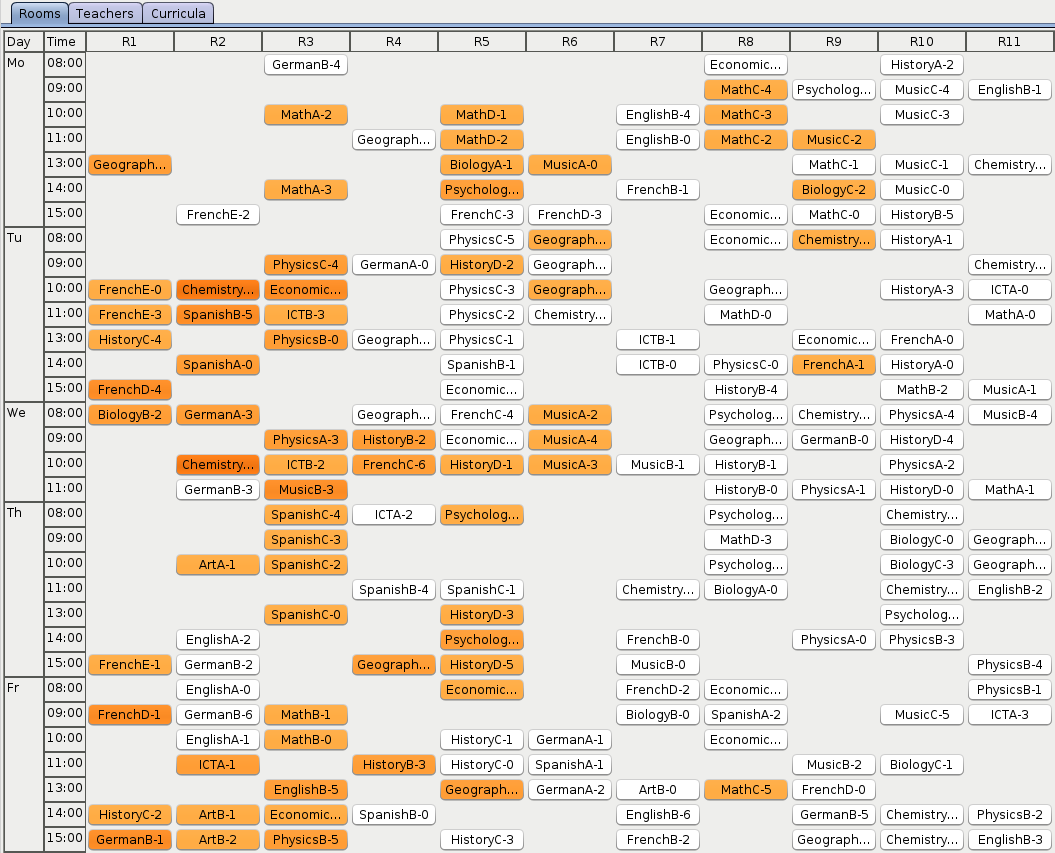 Rooms Teachers Curricula
Day Time R1 R2 R3 R4 R5 R6 R7 R8 R9 R10 R11
Mo 08:00 GermanB-4 Economic... HistoryA-2
09:00 MathC-4 Psycholog... MusicC-4 EnglishB-1
10:00 MathA-2 MathD-1 EnglishB-4 MathC-3 MusicC-3
11:00 Geograph... MathD-2 EnglishB-0 MathC-2 MusicC-2
13:00 Geograph... BiologyA-1 MusicA-0 MathC-1 MusicC-1 Chemistry...
14:00 MathA-3 Psycholog... FrenchB-1 BiologyC-2 MusicC-0
15:00 FrenchE-2 FrenchC-3 FrenchD-3 Economic... MathC-0 HistoryB-5
Tu 08:00 PhysicsC-5 Geograph... Economic... Chemistry... HistoryA-1
09:00 PhysicsC-4 GermanA-0 HistoryD-2 Geograph... Chemistry...
10:00 FrenchE-0 Chemistry... Economic... PhysicsC-3 Geograph... Geograph... HistoryA-3 ICTA-0
11:00 FrenchE-3 SpanishB-5 ICTB-3 PhysicsC-2 Chemistry... MathD-0 MathA-0
13:00 HistoryC-4 PhysicsB-0 Geograph... PhysicsC-1 ICTB-1 Economic... FrenchA-0
14:00 SpanishA-0 SpanishB-1 ICTB-0 PhysicsC-0 FrenchA-1 HistoryA-0
15:00 FrenchD-4 Economic... HistoryB-4 MathB-2 MusicA-1
We 08:00 BiologyB-2 GermanA-3 Geograph... FrenchC-4 MusicA-2 Psycholog... Chemistry... PhysicsA-4 MusicB-4
09:00 PhysicsA-3 HistoryB-2 Economic... MusicA-4 Geograph... GermanB-0 HistoryD-4
10:00 Chemistry... ICTB-2 FrenchC-6 HistoryD-1 MusicA-3 MusicB-1 HistoryB-1 PhysicsA-2
11:00 GermanB-3 MusicB-3 HistoryB-0 PhysicsA-1 HistoryD-0 MathA-1
Th 08:00 SpanishC-4 ICTA-2 Psycholog... Psycholog... Chemistry...
09:00 SpanishC-3 MathD-3 BiologyC-0 Geograph...
10:00 ArtA-1 SpanishC-2 Psycholog... BiologyC-3 Geograph...
11:00 SpanishB-4 SpanishC-1 Chemistry... BiologyA-0 Chemistry... EnglishB-2
13:00 SpanishC-0 HistoryD-3 Psycholog...
14:00 EnglishA-2 Psycholog... FrenchB-0 PhysicsA-0 PhysicsB-3
15:00 FrenchE-1 GermanB-2 Geograph... HistoryD-5 MusicB-0 PhysicsB-4
Fr 08:00 EnglishA-0 Economic... FrenchD-2 Economic... PhysicsB-1
09:00 FrenchD-1 GermanB-6 MathB-1 BiologyB-0 SpanishA-2 MusicC-5 ICTA-3
10:00 EnglishA-1 MathB-0 HistoryC-1 GermanA-1 Economic...
11:00 ICTA-1 HistoryB-3 HistoryC-0 SpanishA-1 MusicB-2 BiologyC-1
13:00 EnglishB-5 Geograph... GermanA-2 ArtB-0 MathC-5 FrenchD-0
14:00 HistoryC-2 ArtB-1 Economic... SpanishB-0 EnglishB-6 GermanB-5 Chemistry... PhysicsB-2
15:00 GermanB-1 ArtB-2 PhysicsB-5 HistoryC-3 FrenchB-2 Geograph... Chemistry... EnglishB-3